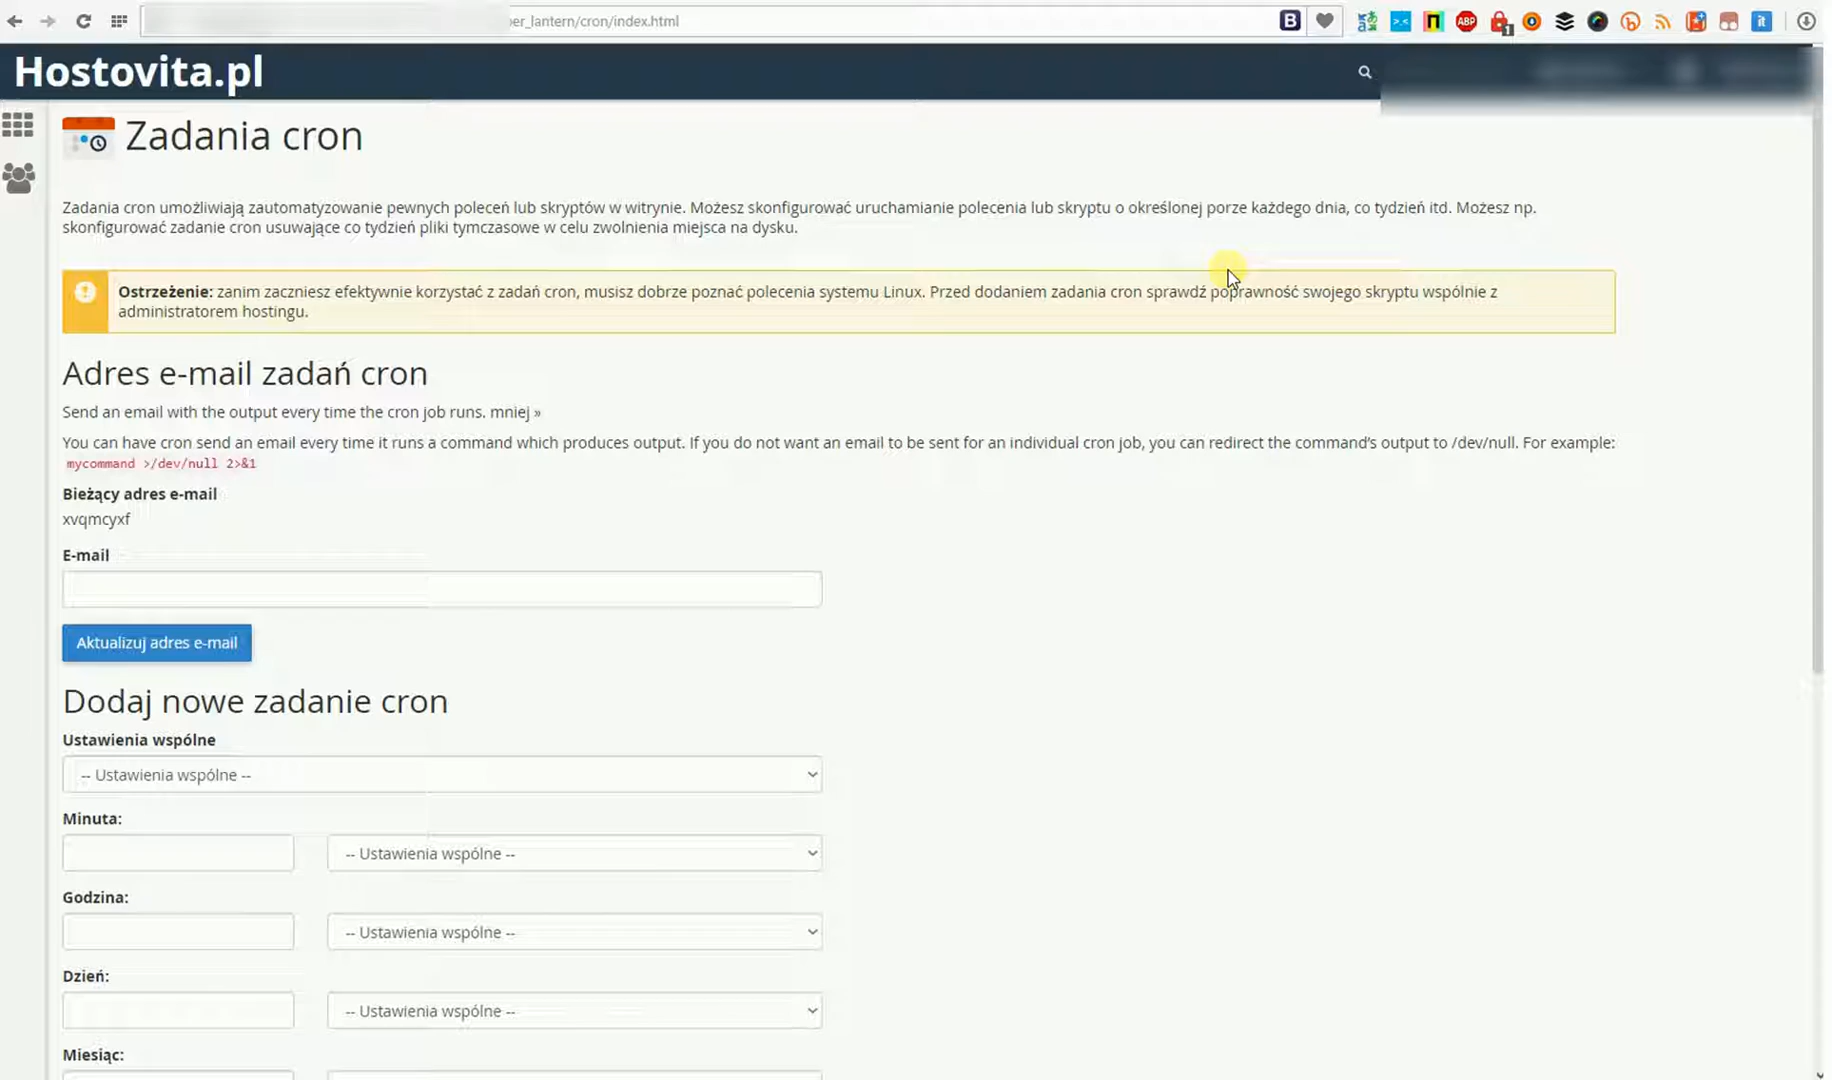 er_lantern/cron/index.html
B
ABP
1
it
Hostovita.pl
Zadania cron
Zadania cron umożliwiają zautomatyzowanie pewnych poleceń lub skryptów w witrynie. Możesz skonfigurować uruchamianie polecenia lub skryptu o określonej porze każdego dnia, co tydzień itd. Możesz np.
skonfigurować zadanie cron usuwające co tydzień pliki tymczasowe w celu zwolnienia miejsca na dysku.
Ostrzeżenie: zanim zaczniesz efektywnie korzystać z zadań cron, musisz dobrze poznać polecenia systemu Linux. Przed dodaniem zadania cron sprawdź poprawność swojego skryptu wspólnie z
administratorem hostingu.
Adres e-mail zadań cron
Send an email with the output every time the cron job runs. mniej »
You can have cron send an email every time it runs a command which produces output. If you do not want an email to be sent for an individual cron job, you can redirect the command’s output to /dev/null. For example:
mycommand >/dev/null 2>&1
Bieżący adres e-mail
xvqmcyxf
E-mail
Aktualizuj adres e-mail
Dodaj nowe zadanie cron
Ustawienia wspólne
-- Ustawienia wspólne --
Minuta:
-- Ustawienia wspólne --
Godzina:
-- Ustawienia wspólne --
Dzień:
-- Ustawienia wspólne --
Miesiąc: